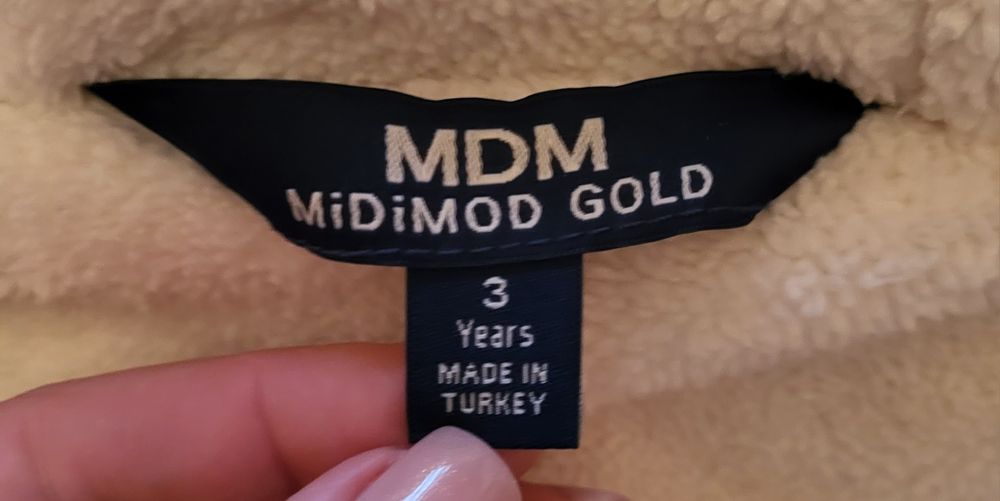 MDM
MiDiMOD GOLD
3
Years
MADE IN
TURKEY